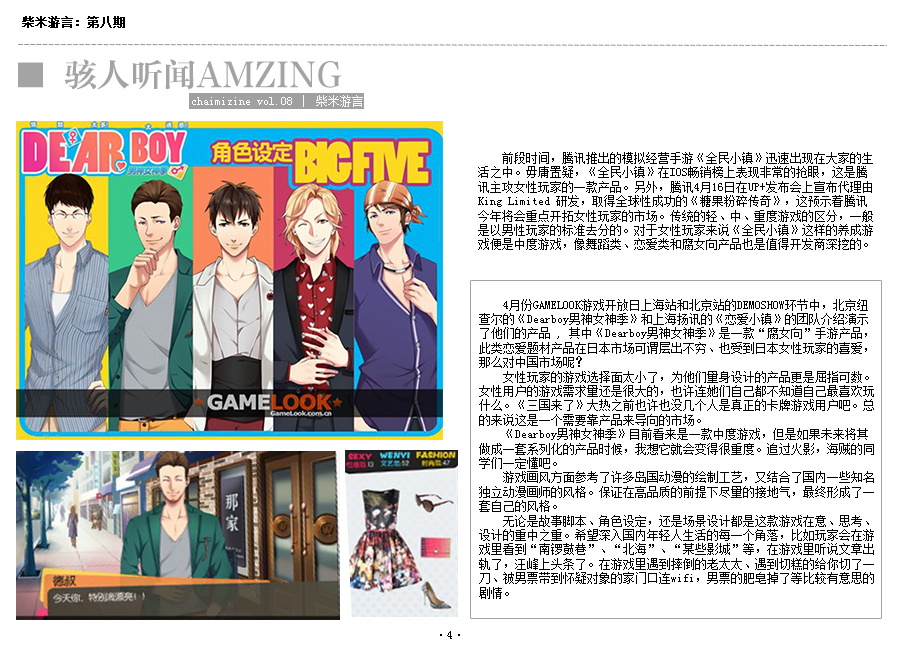 柴米游言：第八期
骇人听闻AMZING
chaimizine vol.08 | 柴米游言
DEAR BOY
男神女神季
角色设定BIG FIVE
GAMELOOK
GameLook.com.cn
那家
德叔
今天你，特别滴漂亮！）
SEXY WENYI FASHION
性感范13 文艺范52 时尚范47
前段时间，腾讯推出的模拟经营手游《全民小镇》迅速出现在大家的生
活之中。毋庸置疑，《全民小镇》在IOS畅销榜上表现非常的抢眼，这是腾
讯主攻女性玩家的一款产品。另外，腾讯4月16日在UP+发布会上宣布代理由
King Limited 研发，取得全球性成功的《糖果粉碎传奇》，这预示着腾讯
今年将会重点开拓女性玩家的市场。传统的轻、中、重度游戏的区分，一般
是以男性玩家的标准去分的。对于女性玩家来说《全民小镇》这样的养成游
戏便是中度游戏，像舞蹈类、恋爱类和腐女向产品也是值得开发商深挖的。
4月份GAMELOOK游戏开放日上海站和北京站的DEMOSHOW环节中，北京纽
查尔的《Dearboy男神女神季》和上海扬讯的《恋爱小镇》的团队介绍演示
了他们的产品 ，其中《Dearboy男神女神季》是一款“腐女向”手游产品，
此类恋爱题材产品在日本市场可谓层出不穷、也受到日本女性玩家的喜爱，
那么对中国市场呢？
女性玩家的游戏选择面太小了，为他们量身设计的产品更是屈指可数。
女性用户的游戏需求量还是很大的，也许连她们自己都不知道自己最喜欢玩
什么。《三国来了》大热之前也许也没几个人是真正的卡牌游戏用户吧。总
的来说这是一个需要靠产品来导向的市场。
《Dearboy男神女神季》目前看来是一款中度游戏，但是如果未来将其
做成一套系列化的产品时候，我想它就会变得很重度。追过火影，海贼的同
学们一定懂吧。
游戏画风方面参考了许多岛国动漫的绘制工艺，又结合了国内一些知名
独立动漫画师的风格。保证在高品质的前提下尽量的接地气，最终形成了一
套自己的风格。
无论是故事脚本、角色设定，还是场景设计都是这款游戏在意、思考、
设计的重中之重。希望深入国内年轻人生活的每一个角落，比如玩家会在游
戏里看到“南锣鼓巷”、“北海”、“某些影城”等，在游戏里听说文章出
轨了，汪峰上头条了。在游戏里遇到摔倒的老太太、遇到切糕的给你切了一
刀、被男票带到怀疑对象的家门口连wifi，男票的肥皂掉了等比较有意思的
剧情。
·4·